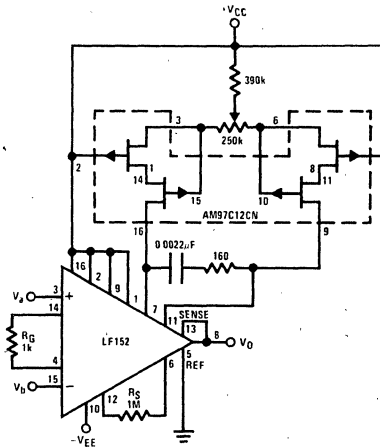 VCC
390k
3
6
250k
2
1
8
14
11
15
10
AM97C12CN
16
9
0 0022µF
160
16
2
9
1
7
11
SENSE
13
Va
3
+
14
LF152
8
VO
RG
1k
5
REF
4
6
RS
1M
Vb
15
−
10
12
-VEE